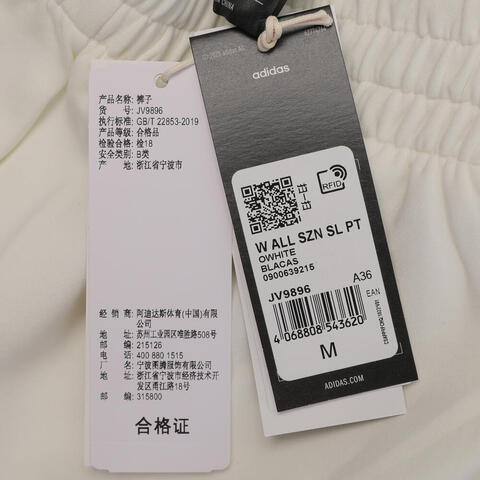 CHINA
adidas
RFID
W ALL SZN SL PT
OWHITE
BLACAS
0900639215
JV9896
A36
EAN
4 068808 543620
M
ADIDAS.COM
产品名称: 裤子
货 号: JV9896
执行标准: GB/T 22853-2019
产品等级: 合格品
检验合格: 检18
安全类别: B类
产 地: 浙江省宁波市
经 销 商: 阿迪达斯体育(中国)有限
公司
地 址: 苏州工业园区唯胜路508号
邮 编: 215126
电 话: 400 880 1515
厂 名: 宁波圈腾服饰有限公司
地 址: 浙江省宁波市经济技术开
发区甬江路18号
邮 编: 315800
合格证